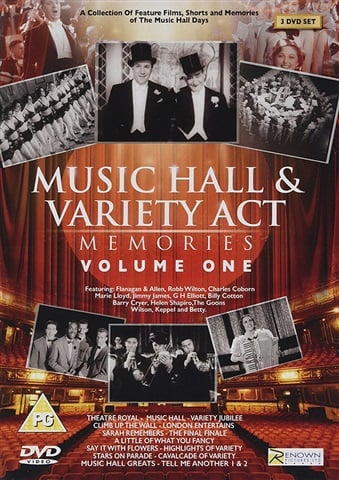 A Collection Of Feature Films, Shorts and Memories
of The Music Hall Days
3 DVD SET
MUSIC HALL &
VARIETY ACT
MEMORIES
VOLUME ONE
Featuring: Flanagan & Allen, Robb Wilton, Charles Coborn
Marie Lloyd, Jimmy James, G H Elliott, Billy Cotton
Barry Cryer, Helen Shapiro,The Goons
Wilson, Keppel and Betty.
PG
THEATRE ROYAL - MUSIC HALL - VARIETY JUBILEE
CLIMB UP THE WALL - LONDON ENTERTAINS
SARAH REMEMBERS - THE FINAL FINALE
A LITTLE OF WHAT YOU FANCY
SAY IT WITH FLOWERS - HIGHLIGHTS OF VARIETY
STARS ON PARADE - CAVALCADE OF VARIETY
MUSIC HALL GREATS - TELL ME ANOTHER 1 & 2
DVD
VIDEO
R
RENOWN
PICTURES LTD